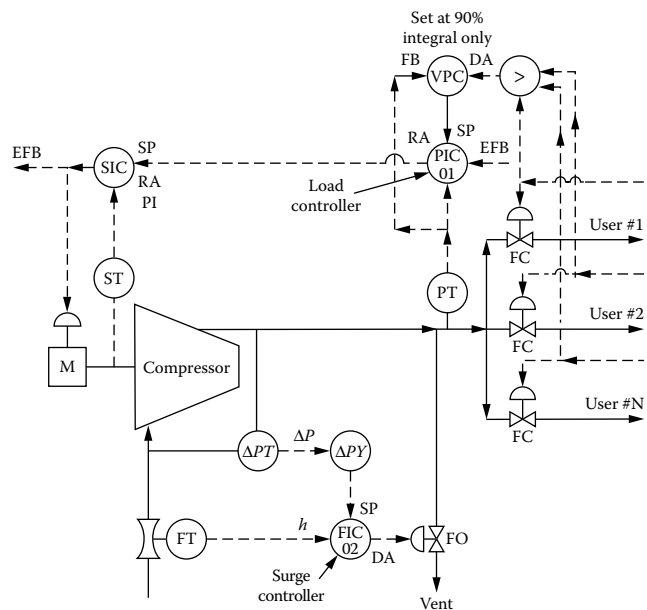 Set at 90%
integral only
FB
VPC
DA
>
EFB
SP
SIC
RA
PI
RA
SP
PIC
01
EFB
Load
controller
ST
PT
FC
User #1
M
Compressor
FC
User #2
FC
User #N
ΔPT
ΔP
ΔPY
SP
FT
h
FIC
02
DA
FO
Surge
controller
Vent